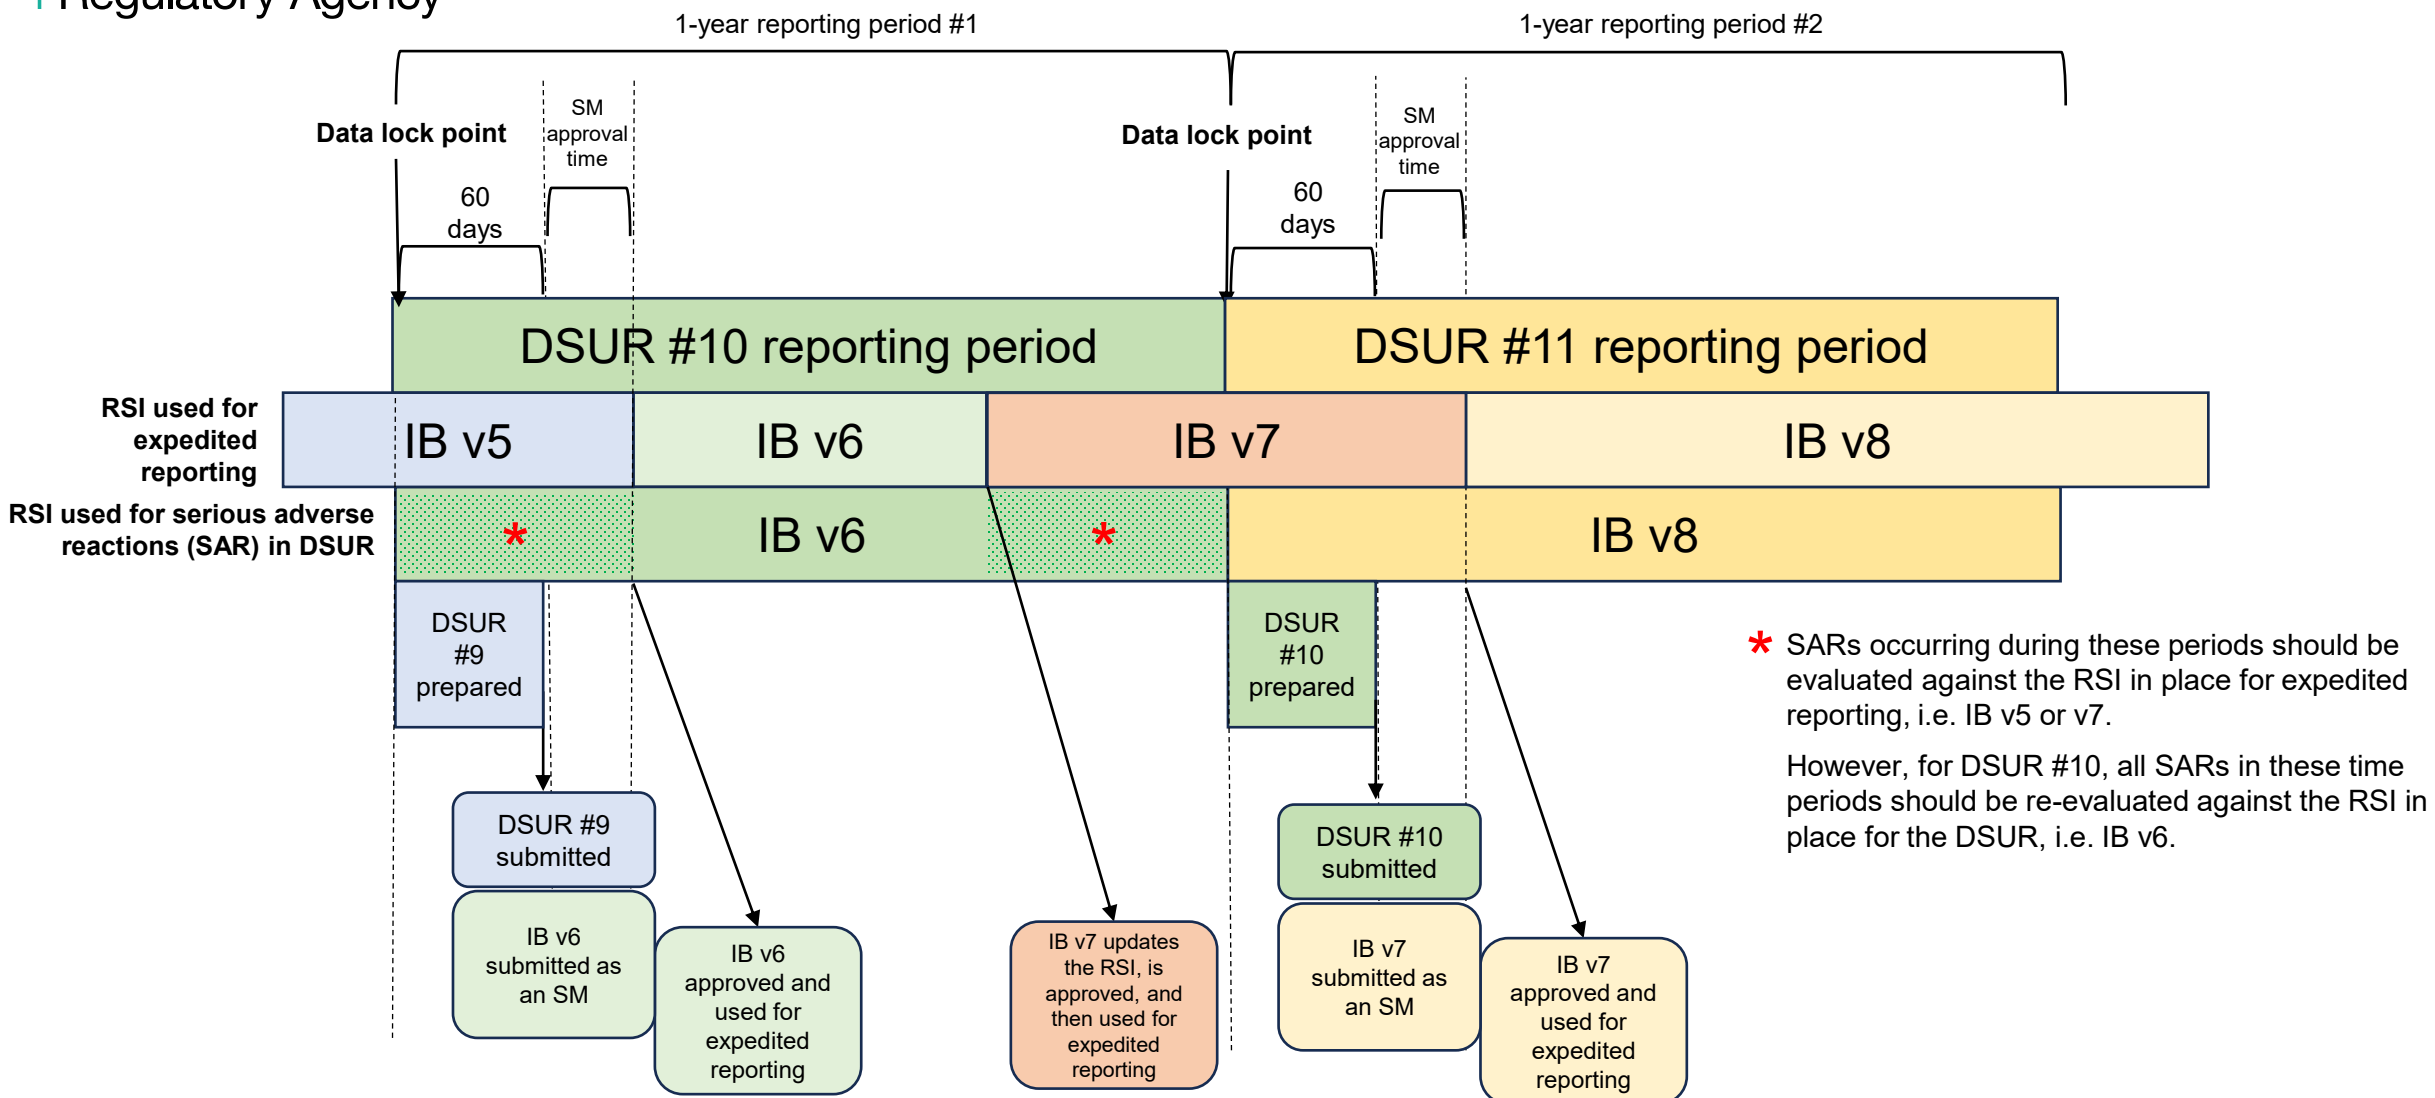 Regulatory Agency
1-year reporting period #1
1-year reporting period #2
Data lock point
SM
approval
time
60
days
Data lock point
SM
approval
time
60
days
DSUR #10 reporting period
DSUR #11 reporting period
RSI used for
expedited
reporting
IB v5
IB v6
IB v7
IB v8
RSI used for serious adverse
reactions (SAR) in DSUR
*
IB v6
*
IB v8
DSUR
#9
prepared
DSUR
#10
prepared
* SARs occurring during these periods should be
evaluated against the RSI in place for expedited
reporting, i.e. IB v5 or v7.
However, for DSUR #10, all SARs in these time
periods should be re-evaluated against the RSI in
place for the DSUR, i.e. IB v6.
DSUR #9
submitted
IB v6
submitted as
an SM
IB v6
approved and
used for
expedited
reporting
IB v7 updates
the RSI, is
approved, and
then used for
expedited
reporting
DSUR #10
submitted
IB v7
submitted as
an SM
IB v7
approved and
used for
expedited
reporting